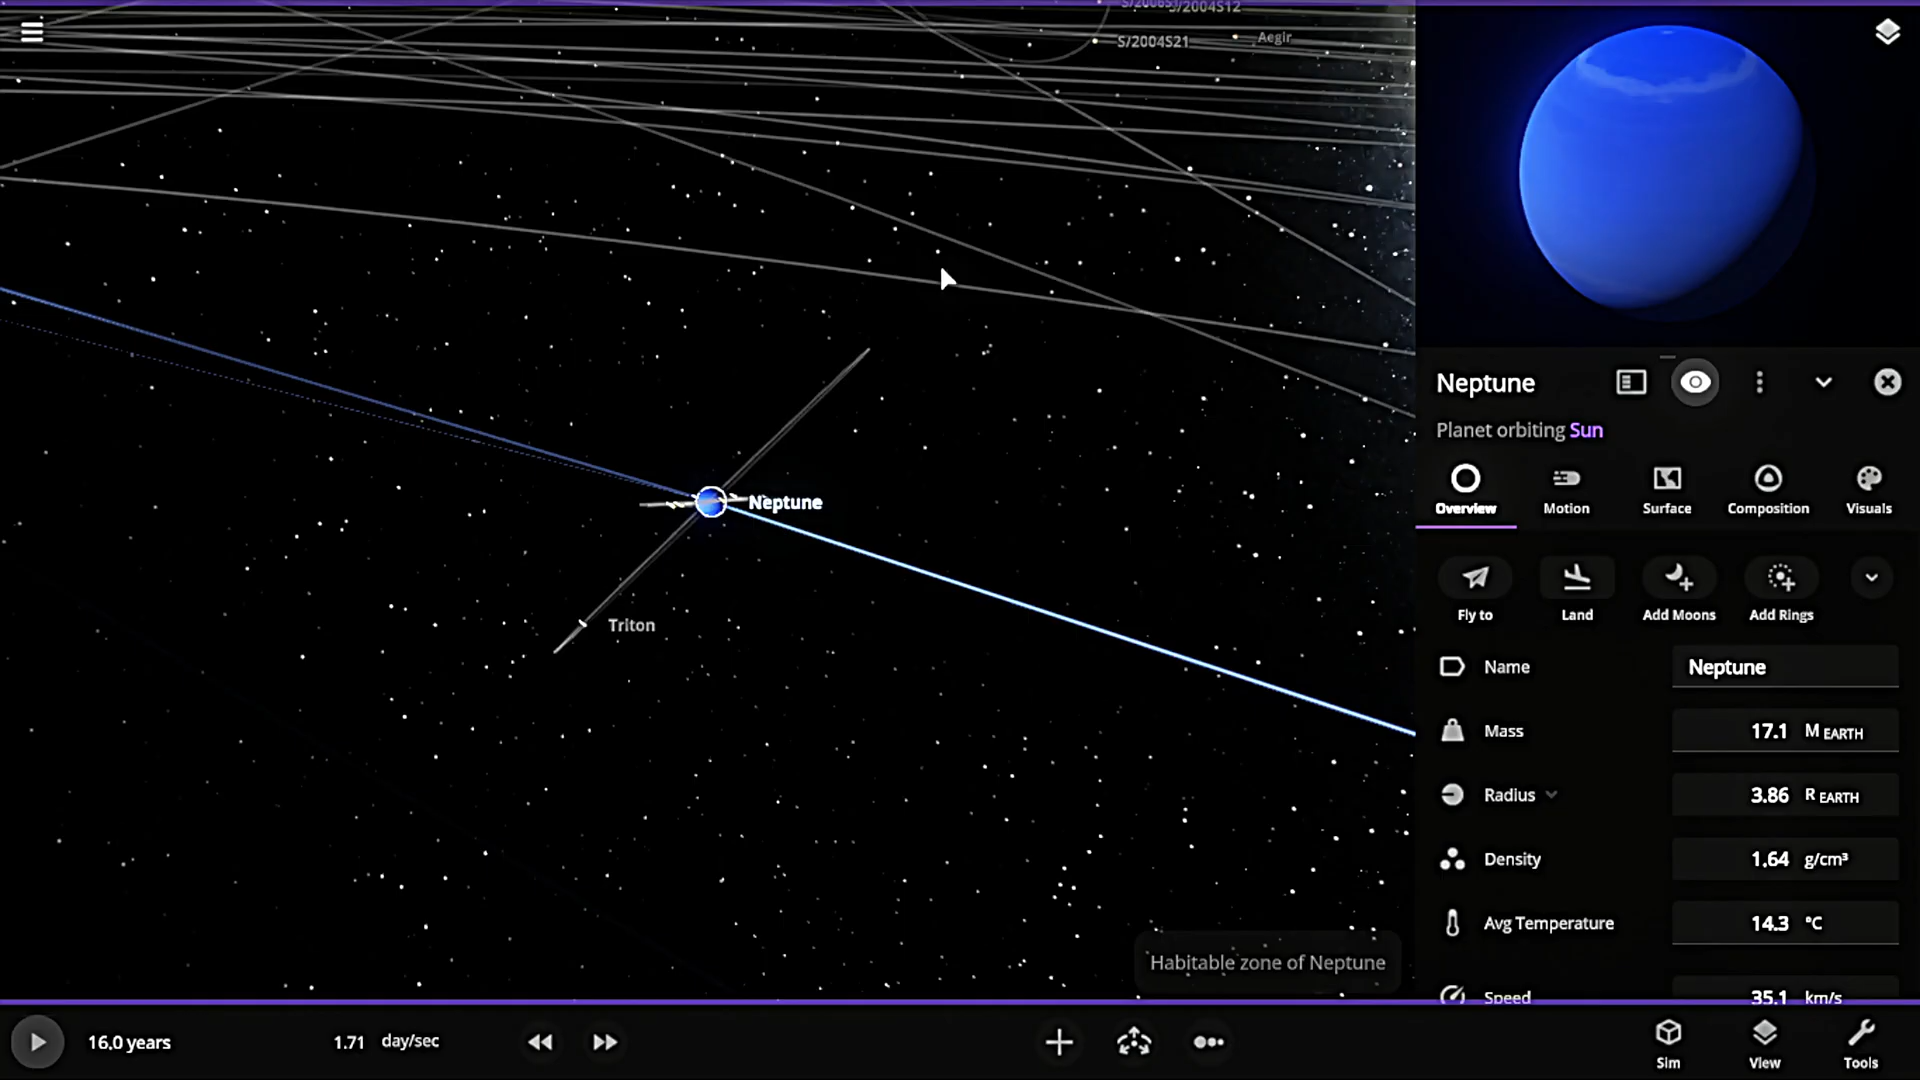 S/2004S12
S/2004S21
Aegir
Neptune
Triton
Habitable zone of Neptune
Neptune
Planet orbiting Sun
Overview Motion Surface Composition Visuals
Fly to Land Add Moons Add Rings
Name Neptune
Mass 17.1 M EARTH
Radius 3.86 R EARTH
Density 1.64 g/cm³
Avg Temperature 14.3 °C
Speed 35.1 km/s
16.0 years 1.71 day/sec
Sim View Tools